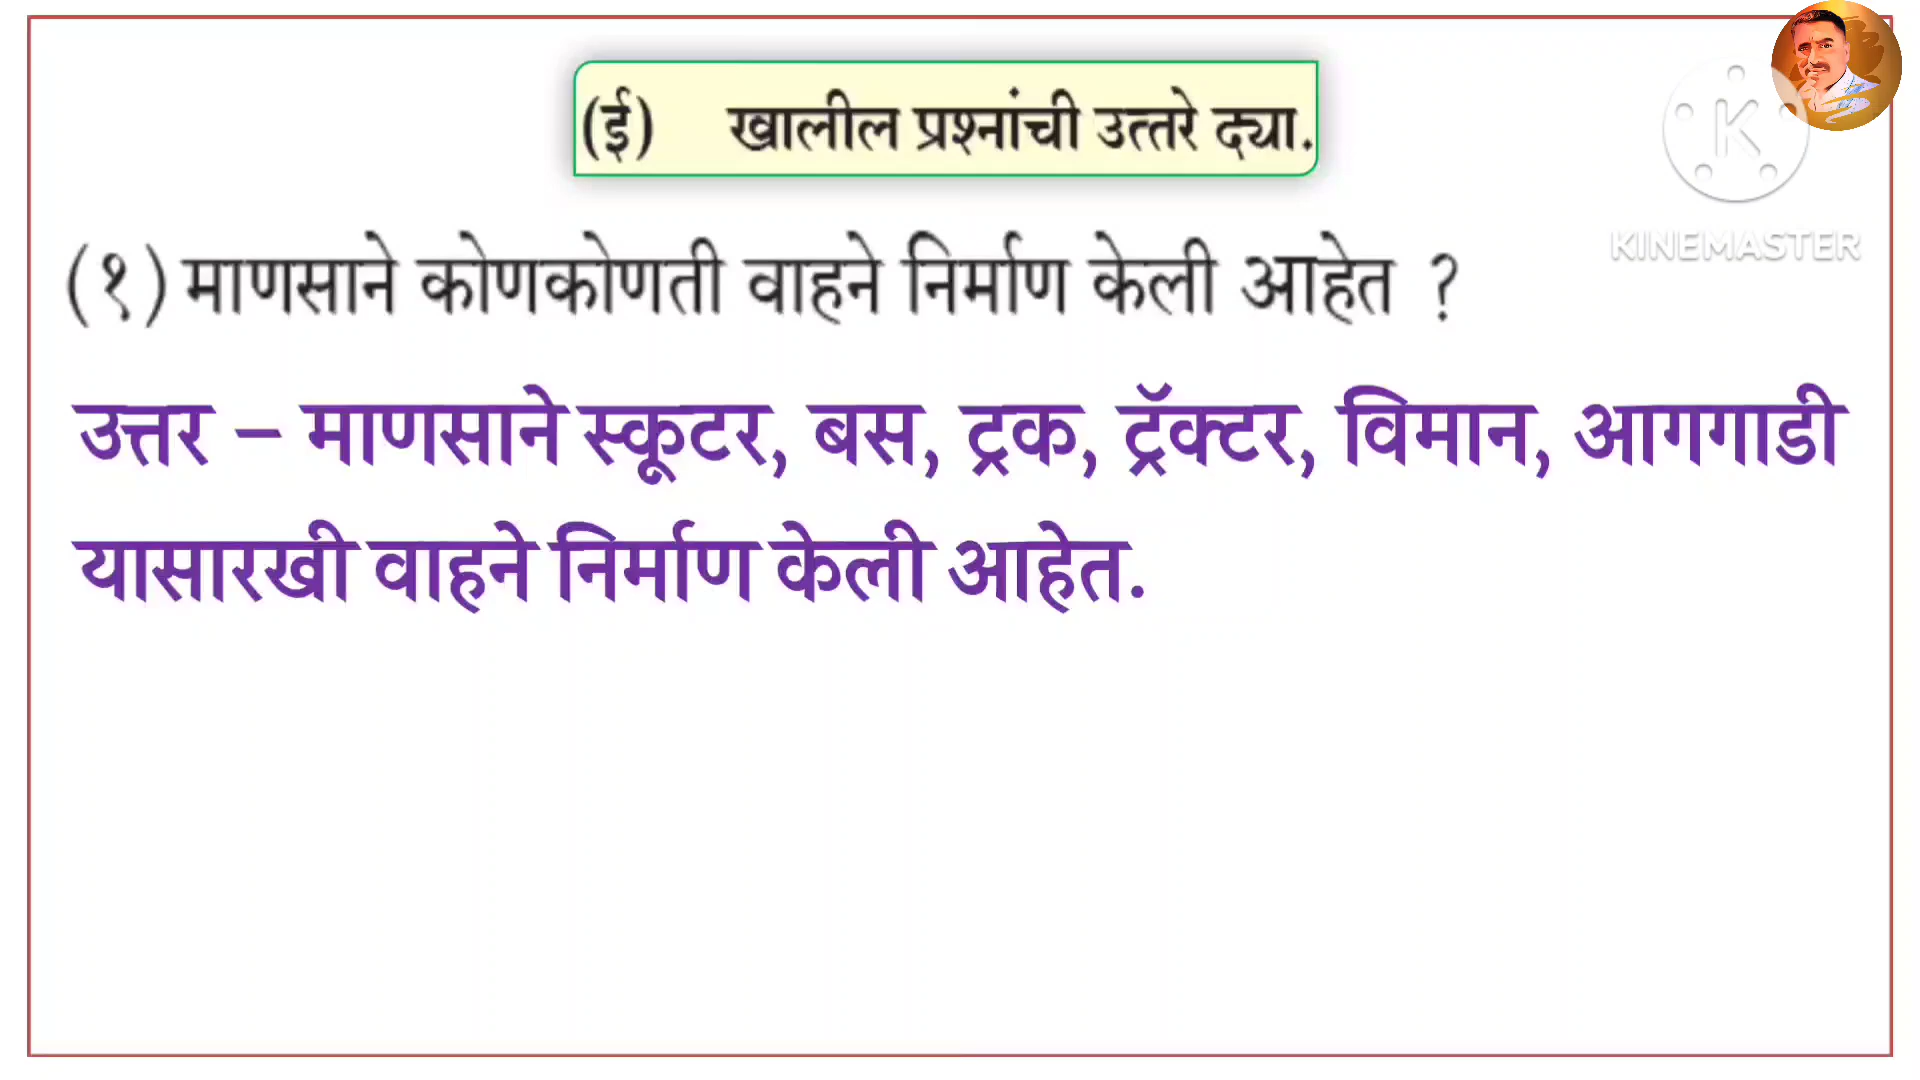 (ई) खालील प्रश्नांची उत्तरे द्या.
KINEMASTER
(१) माणसाने कोणकोणती वाहने निर्माण केली आहेत ?
उत्तर – माणसाने स्कूटर, बस, ट्रक, ट्रॅक्टर, विमान, आगगाडी
यासारखी वाहने निर्माण केली आहेत.